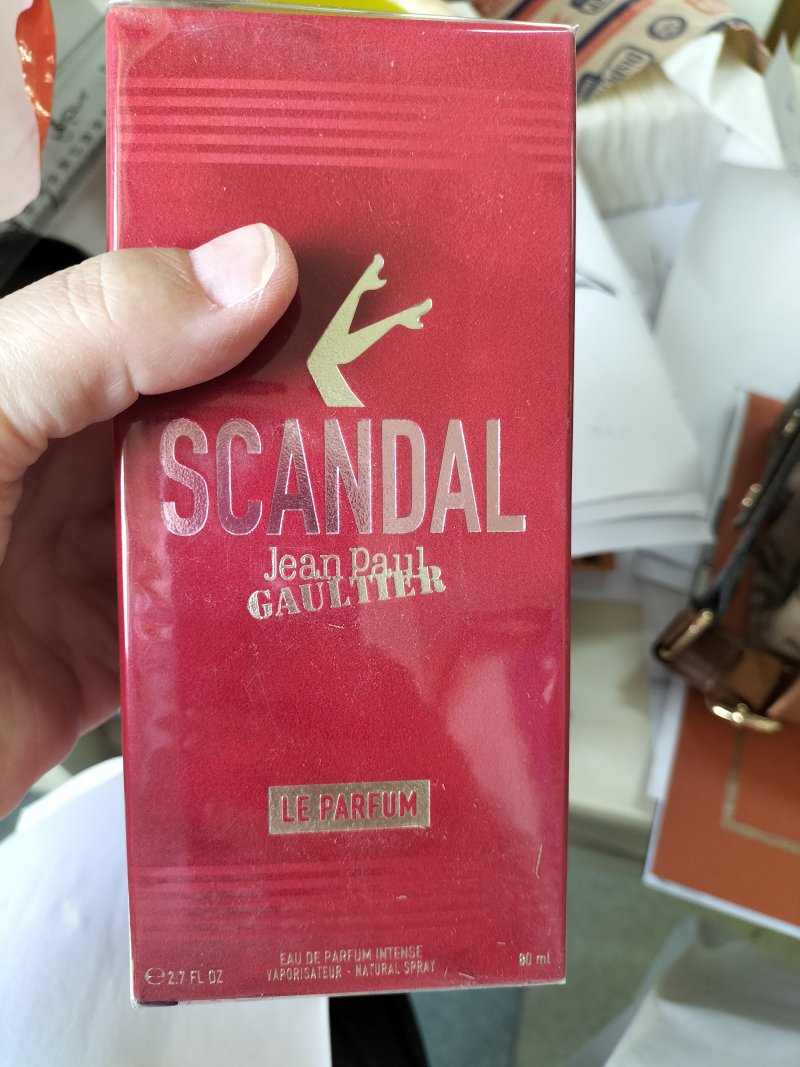 SCANDAL
Jean Paul
GAULTIER
LE PARFUM
EAU DE PARFUM INTENSE
VAPORISATEUR - NATURAL SPRAY
℮ 2.7 FL OZ
80 ml